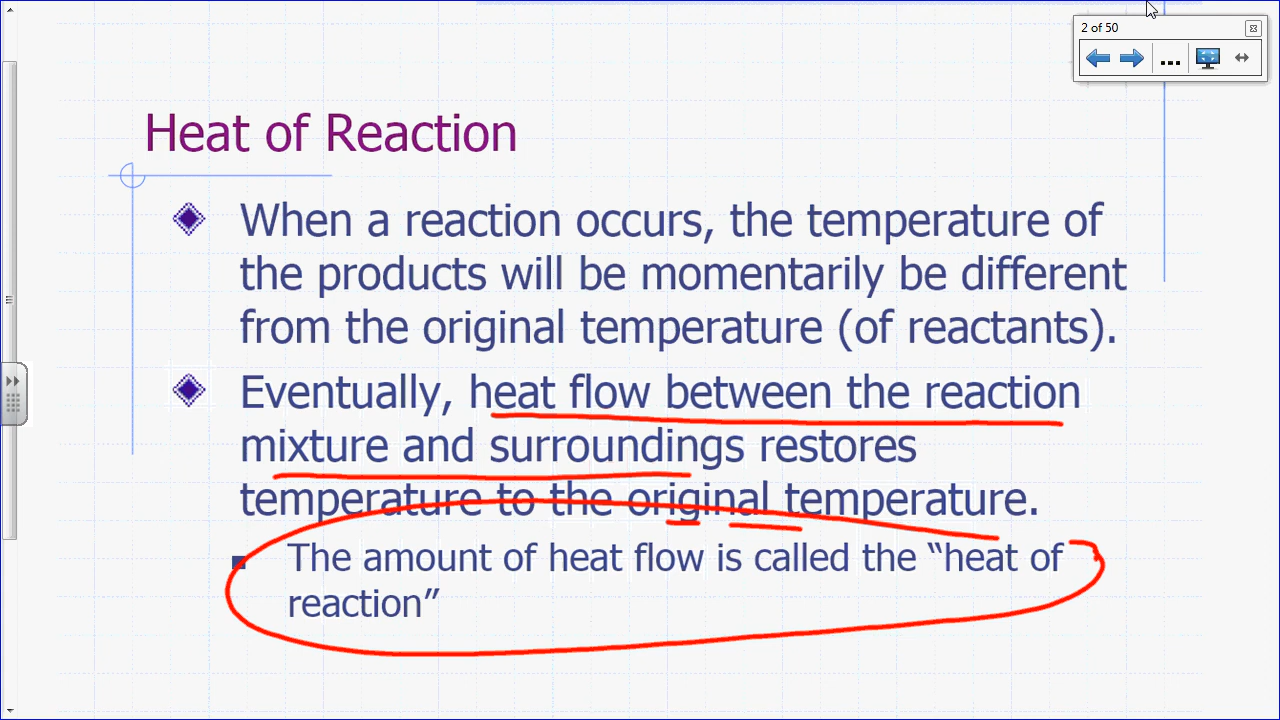 2 of 50
Heat of Reaction
When a reaction occurs, the temperature of
the products will be momentarily be different
from the original temperature (of reactants).
Eventually, heat flow between the reaction
mixture and surroundings restores
temperature to the original temperature.
The amount of heat flow is called the “heat of
reaction”